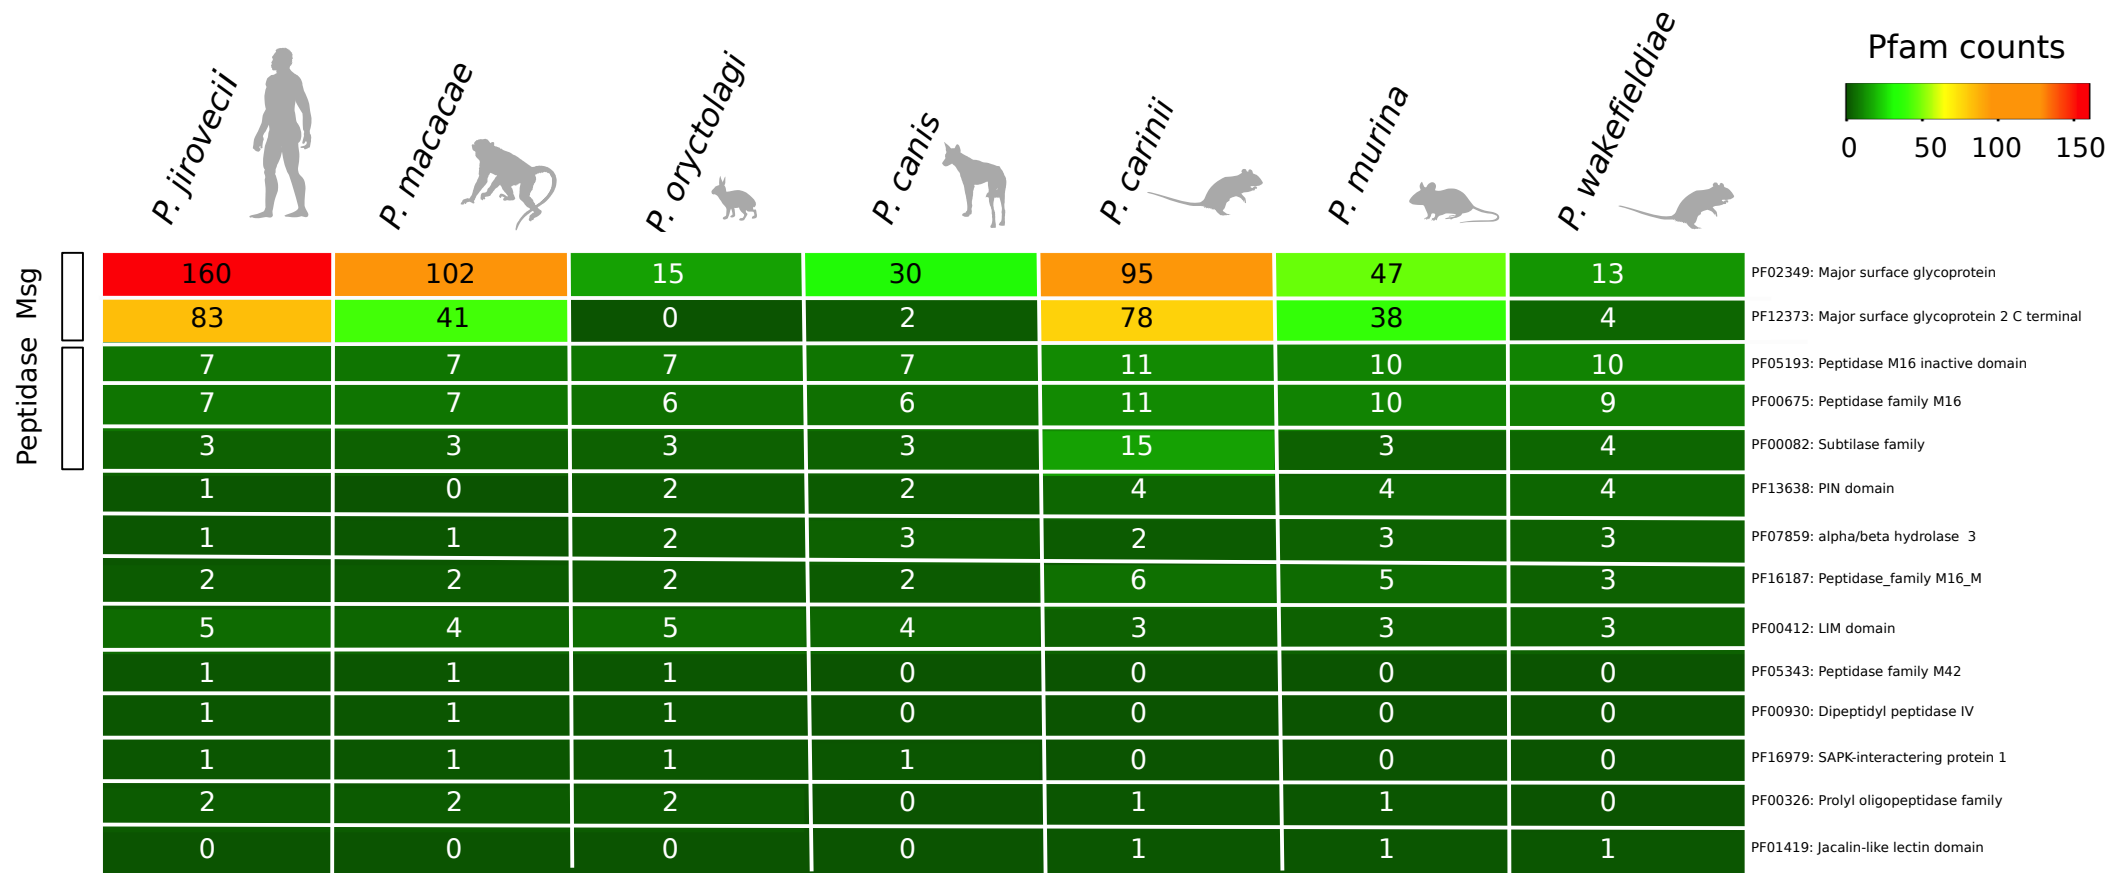 P. jirovecii
P. macacae
P. oryctolagi
P. canis
P. carinii
P. murina
P. wakefieldiae
Pfam counts
0 50 100 150
Msg
Peptidase
160 102 15 30 95 47 13 PF02349: Major surface glycoprotein
83 41 0 2 78 38 4 PF12373: Major surface glycoprotein 2 C terminal
7 7 7 7 11 10 10 PF05193: Peptidase M16 inactive domain
7 7 6 6 11 10 9 PF00675: Peptidase family M16
3 3 3 3 15 3 4 PF00082: Subtilase family
1 0 2 2 4 4 4 PF13638: PIN domain
1 1 2 3 2 3 3 PF07859: alpha/beta hydrolase 3
2 2 2 2 6 5 3 PF16187: Peptidase_family M16_M
5 4 5 4 3 3 3 PF00412: LIM domain
1 1 1 0 0 0 0 PF05343: Peptidase family M42
1 1 1 0 0 0 0 PF00930: Dipeptidyl peptidase IV
1 1 1 1 0 0 0 PF16979: SAPK-interactering protein 1
2 2 2 0 1 1 0 PF00326: Prolyl oligopeptidase family
0 0 0 0 1 1 1 PF01419: Jacalin-like lectin domain